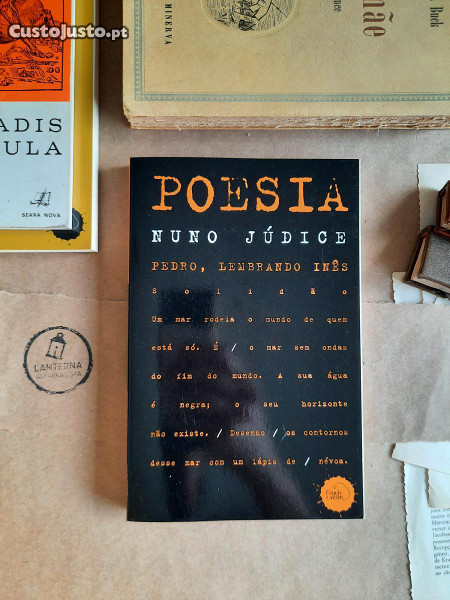 CustoJusto.pt
MINERVA
Buck
ADIS
ULA
SEARA NOVA
POESIA
NUNO JÚDICE
PEDRO, LEMBRANDO INÊS
Solidão
Um mar rodeia o mundo de quem
está só. É / o mar sem ondas
do fim do mundo. A sua água
é negra; o seu horizonte
não existe. / Desenho / os contornos
desse mar com um lápis de / névoa.
LANTERNA